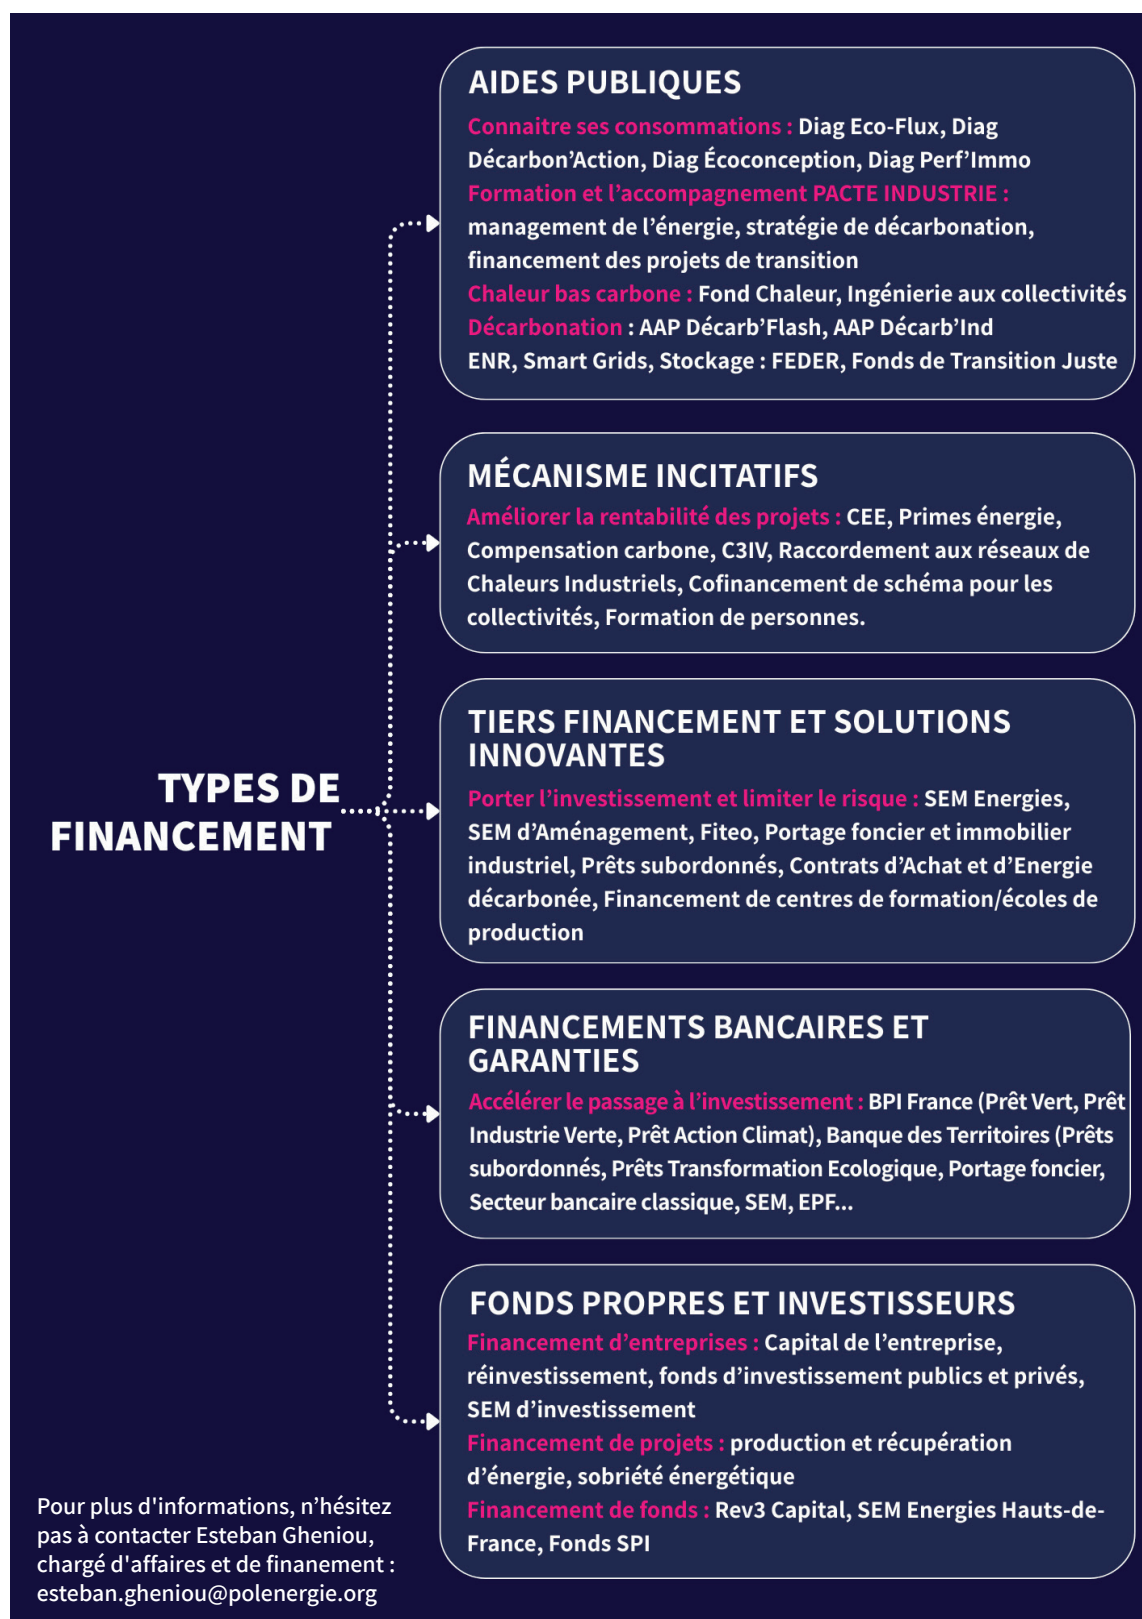 AIDES PUBLIQUES
Connaitre ses consommations : Diag Eco-Flux, Diag
Décarbon’Action, Diag Écoconception, Diag Perf’Immo
Formation et l’accompagnement PACTE INDUSTRIE :
management de l’énergie, stratégie de décarbonation,
financement des projets de transition
Chaleur bas carbone : Fond Chaleur, Ingénierie aux collectivités
Décarbonation : AAP Décarb’Flash, AAP Décarb’Ind
ENR, Smart Grids, Stockage : FEDER, Fonds de Transition Juste
MÉCANISME INCITATIFS
Améliorer la rentabilité des projets : CEE, Primes énergie,
Compensation carbone, C3IV, Raccordement aux réseaux de
Chaleurs Industriels, Cofinancement de schéma pour les
collectivités, Formation de personnes.
TYPES DE
FINANCEMENT
TIERS FINANCEMENT ET SOLUTIONS
INNOVANTES
Porter l’investissement et limiter le risque : SEM Energies,
SEM d’Aménagement, Fiteo, Portage foncier et immobilier
industriel, Prêts subordonnés, Contrats d’Achat et d’Energie
décarbonée, Financement de centres de formation/écoles de
production
FINANCEMENTS BANCAIRES ET
GARANTIES
Accélérer le passage à l’investissement : BPI France (Prêt Vert, Prêt
Industrie Verte, Prêt Action Climat), Banque des Territoires (Prêts
subordonnés, Prêts Transformation Ecologique, Portage foncier,
Secteur bancaire classique, SEM, EPF...
FONDS PROPRES ET INVESTISSEURS
Financement d’entreprises : Capital de l’entreprise,
réinvestissement, fonds d’investissement publics et privés,
SEM d’investissement
Financement de projets : production et récupération
d’énergie, sobriété énergétique
Financement de fonds : Rev3 Capital, SEM Energies Hauts-de-
France, Fonds SPI
Pour plus d'informations, n’hésitez
pas à contacter Esteban Gheniou,
chargé d'affaires et de finanement :
esteban.gheniou@polenergie.org